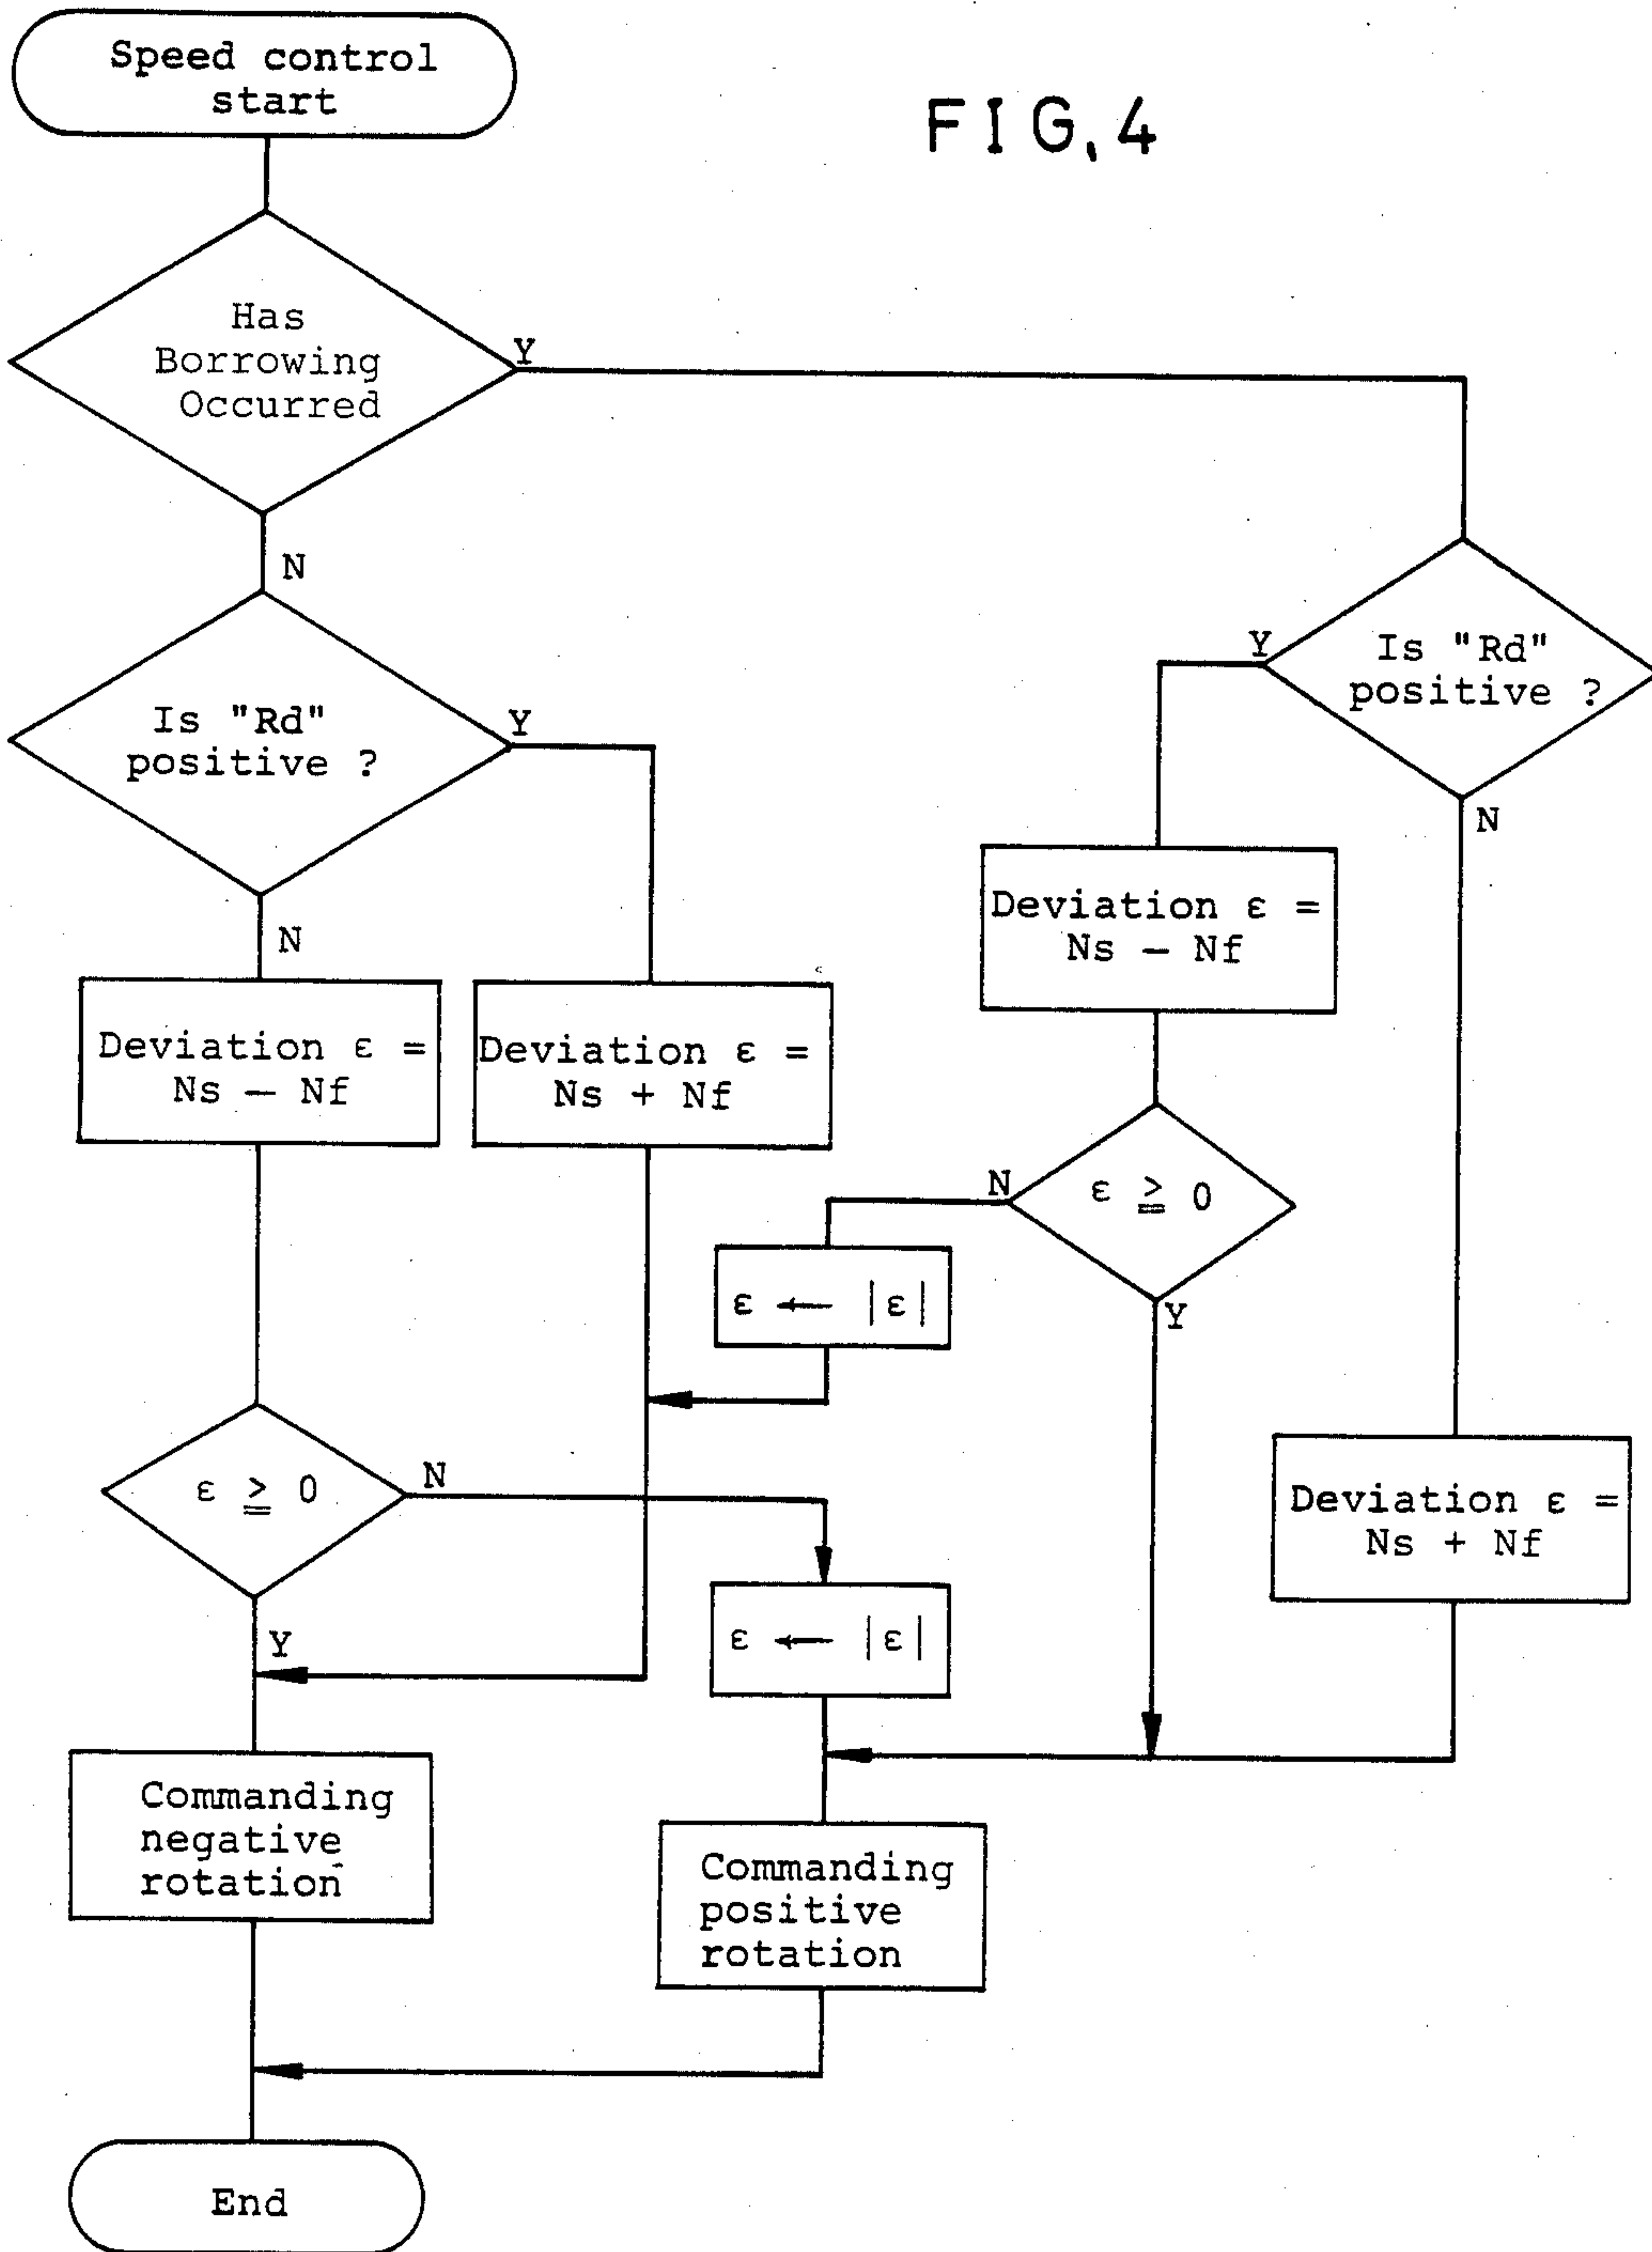 Speed control
start
FIG.4
Has
Borrowing
Occurred
Y
N
Is "Rd"
positive ?
Y
N
Is "Rd"
positive ?
Y
N
Deviation ε =
Ns − Nf
Deviation ε =
Ns + Nf
Deviation ε =
Ns − Nf
ε ≧ 0
N
Y
ε ← |ε|
ε ≧ 0
N
Y
Deviation ε =
Ns + Nf
ε ← |ε|
Commanding
negative
rotation
Commanding
positive
rotation
End